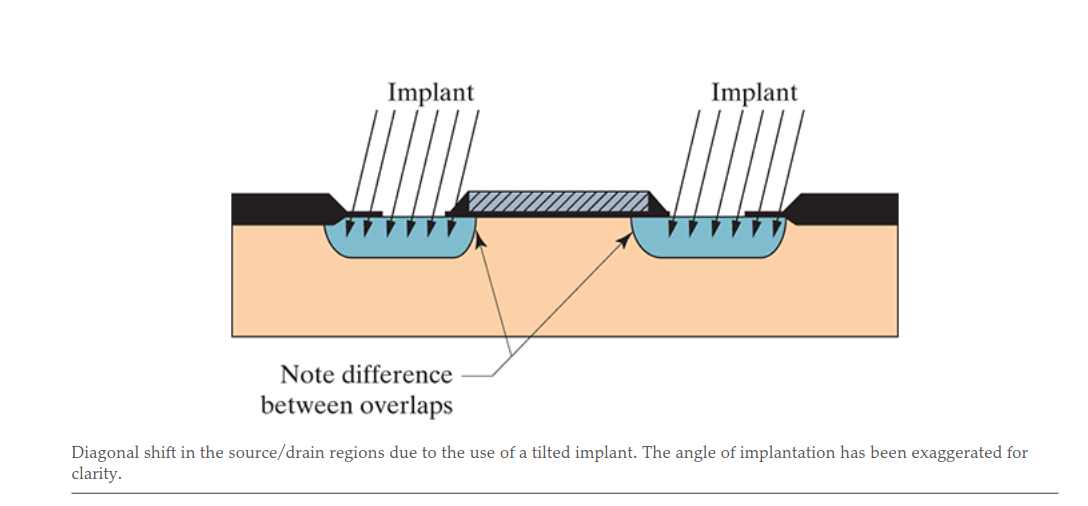 Implant
Implant
Note difference
between overlaps
Diagonal shift in the source/drain regions due to the use of a tilted implant. The angle of implantation has been exaggerated for
clarity.